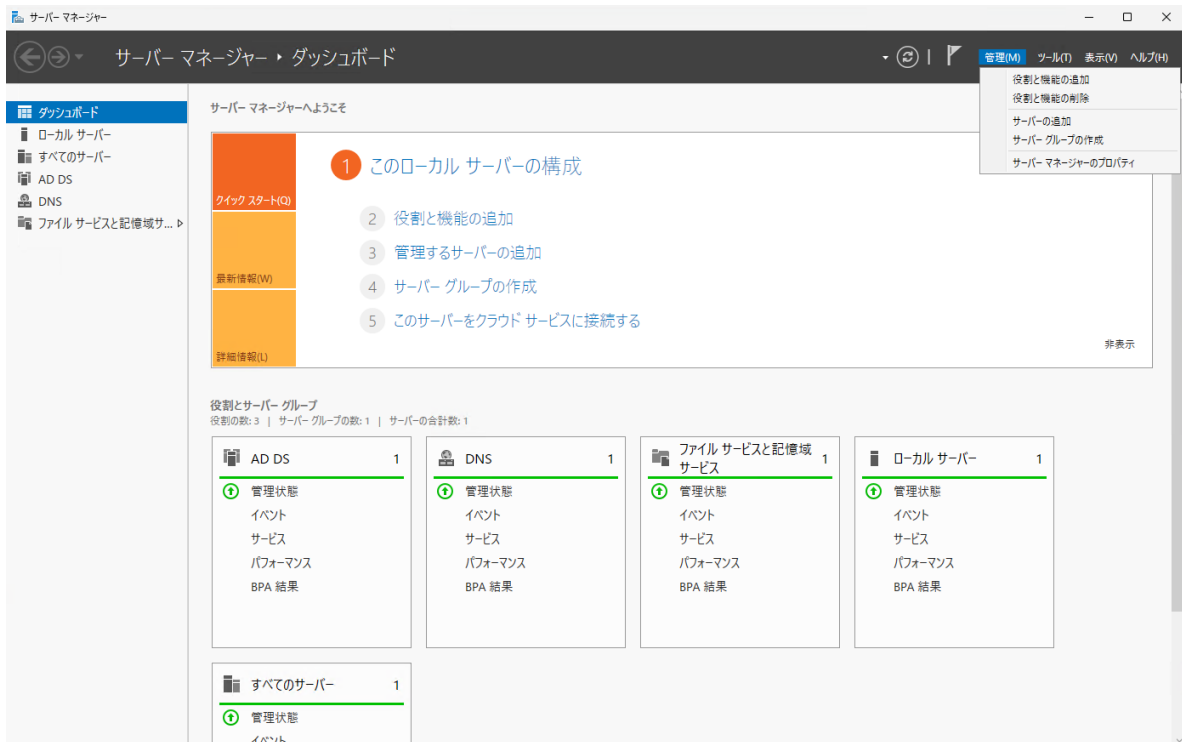 サーバー マネージャー
サーバー マネージャー ‣ ダッシュボード
管理(M) ツール(T) 表示(V) ヘルプ(H)
役割と機能の追加
役割と機能の削除
サーバーの追加
サーバー グループの作成
サーバー マネージャーのプロパティ
ダッシュボード
ローカル サーバー
すべてのサーバー
AD DS
DNS
ファイル サービスと記憶域サ...
サーバー マネージャーへようこそ
クイック スタート(Q)
最新情報(W)
詳細情報(L)
1 このローカル サーバーの構成
2 役割と機能の追加
3 管理するサーバーの追加
4 サーバー グループの作成
5 このサーバーをクラウド サービスに接続する
非表示
役割とサーバー グループ
役割の数: 3 | サーバー グループの数: 1 | サーバーの合計数: 1
AD DS 1
管理状態
イベント
サービス
パフォーマンス
BPA 結果
DNS 1
管理状態
イベント
サービス
パフォーマンス
BPA 結果
ファイル サービスと記憶域
サービス 1
管理状態
イベント
サービス
パフォーマンス
BPA 結果
ローカル サーバー 1
管理状態
イベント
サービス
パフォーマンス
BPA 結果
すべてのサーバー 1
管理状態
イベント